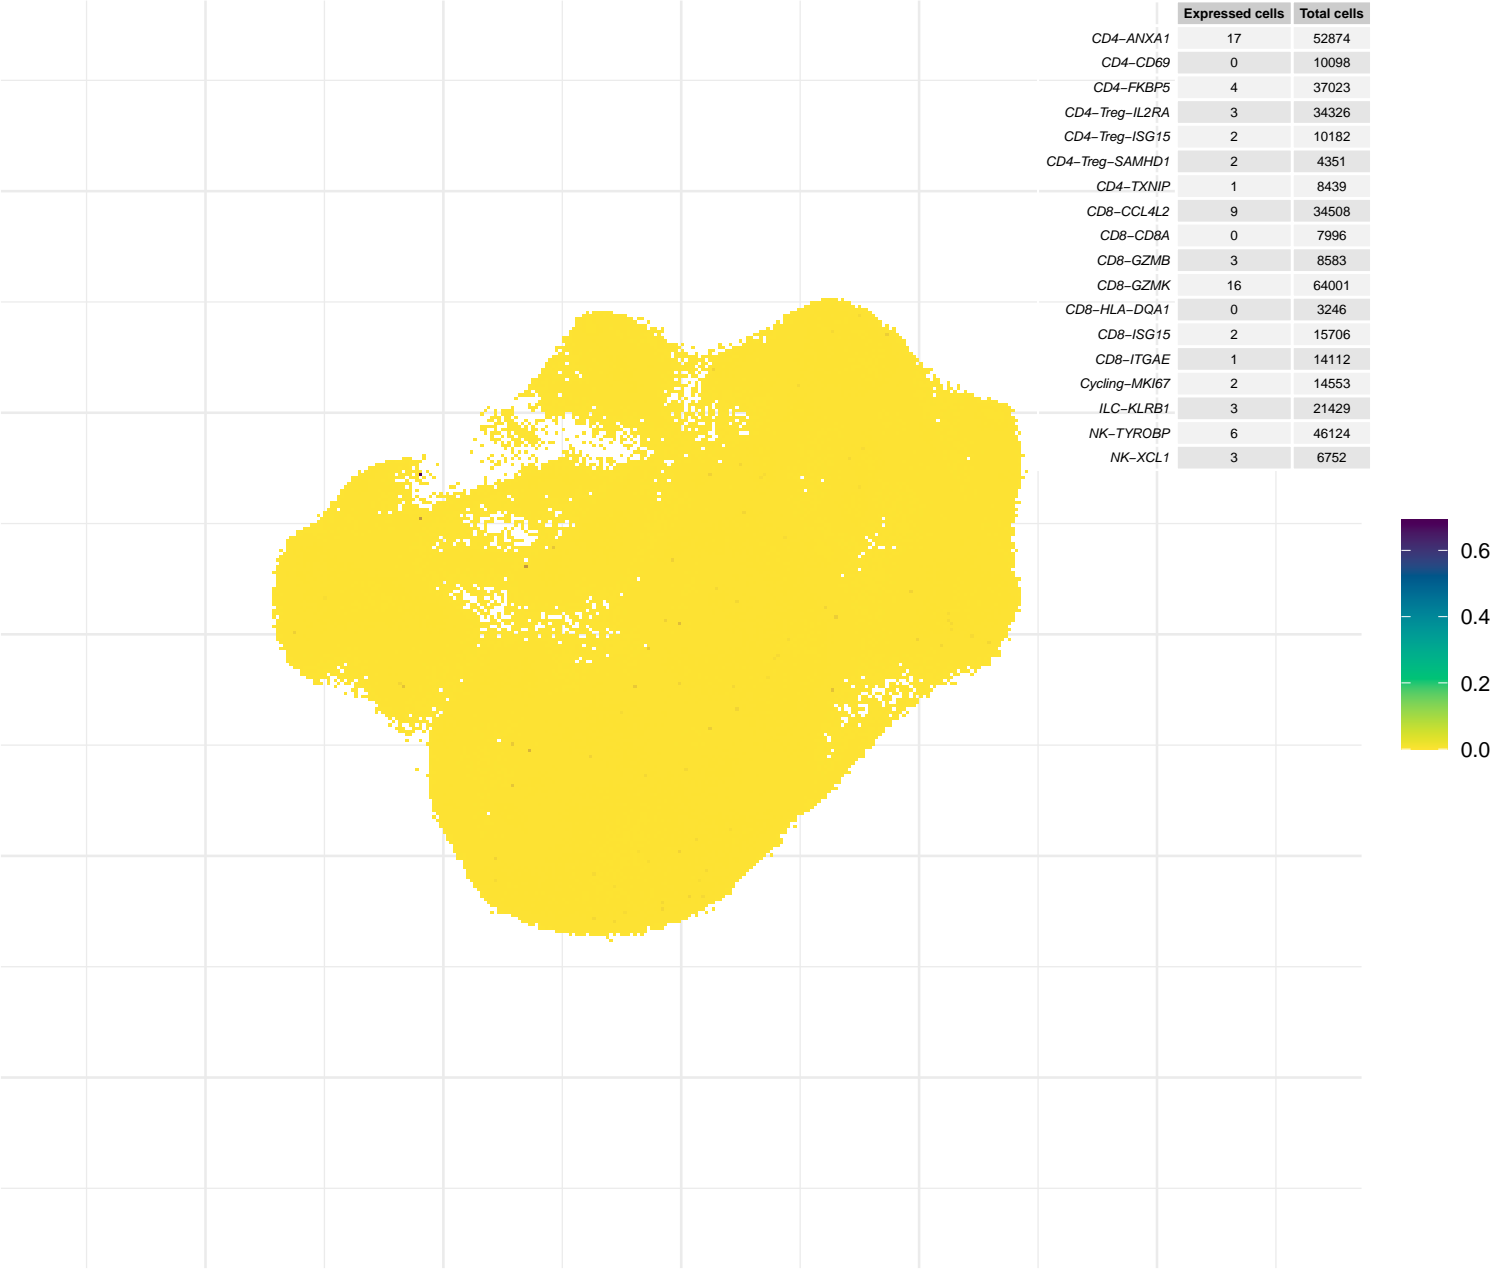 Expressed cells Total cells
CD4−ANXA1 17 52874
CD4−CD69 0 10098
CD4−FKBP5 4 37023
CD4−Treg−IL2RA 3 34326
CD4−Treg−ISG15 2 10182
CD4−Treg−SAMHD1 2 4351
CD4−TXNIP 1 8439
CD8−CCL4L2 9 34508
CD8−CD8A 0 7996
CD8−GZMB 3 8583
CD8−GZMK 16 64001
CD8−HLA−DQA1 0 3246
CD8−ISG15 2 15706
CD8−ITGAE 1 14112
Cycling−MKI67 2 14553
ILC−KLRB1 3 21429
NK−TYROBP 6 46124
NK−XCL1 3 6752
0.6
0.4
0.2
0.0